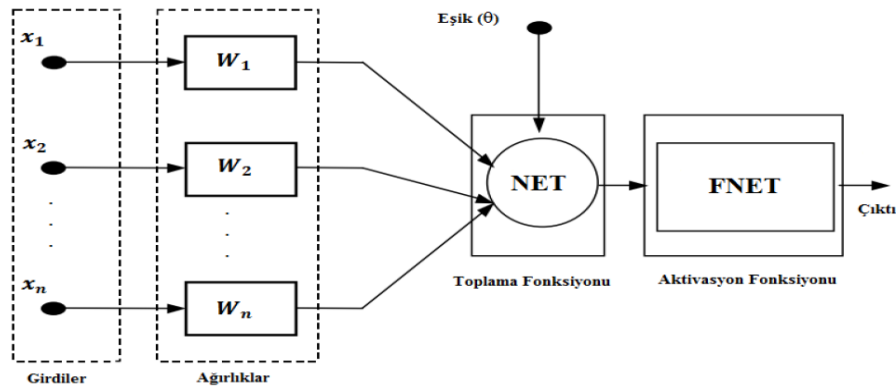 Eşik (θ)
x₁
W₁
x₂
W₂
NET
FNET
Çıktı
. . .
. . .
Toplama Fonksiyonu
Aktivasyon Fonksiyonu
xₙ
Wₙ
Girdiler
Ağırlıklar